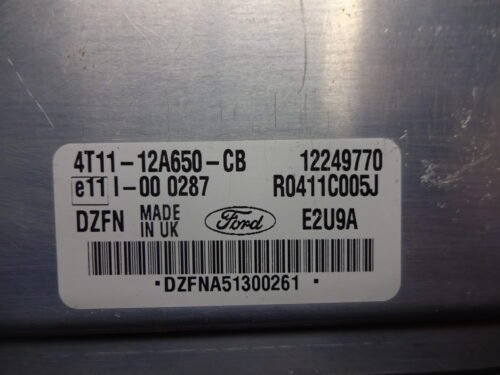 4T11-12A650-CB 12249770
e11 I-00 0287 R0411C005J
DZFN MADE IN UK Ford E2U9A
·DZFNA51300261·